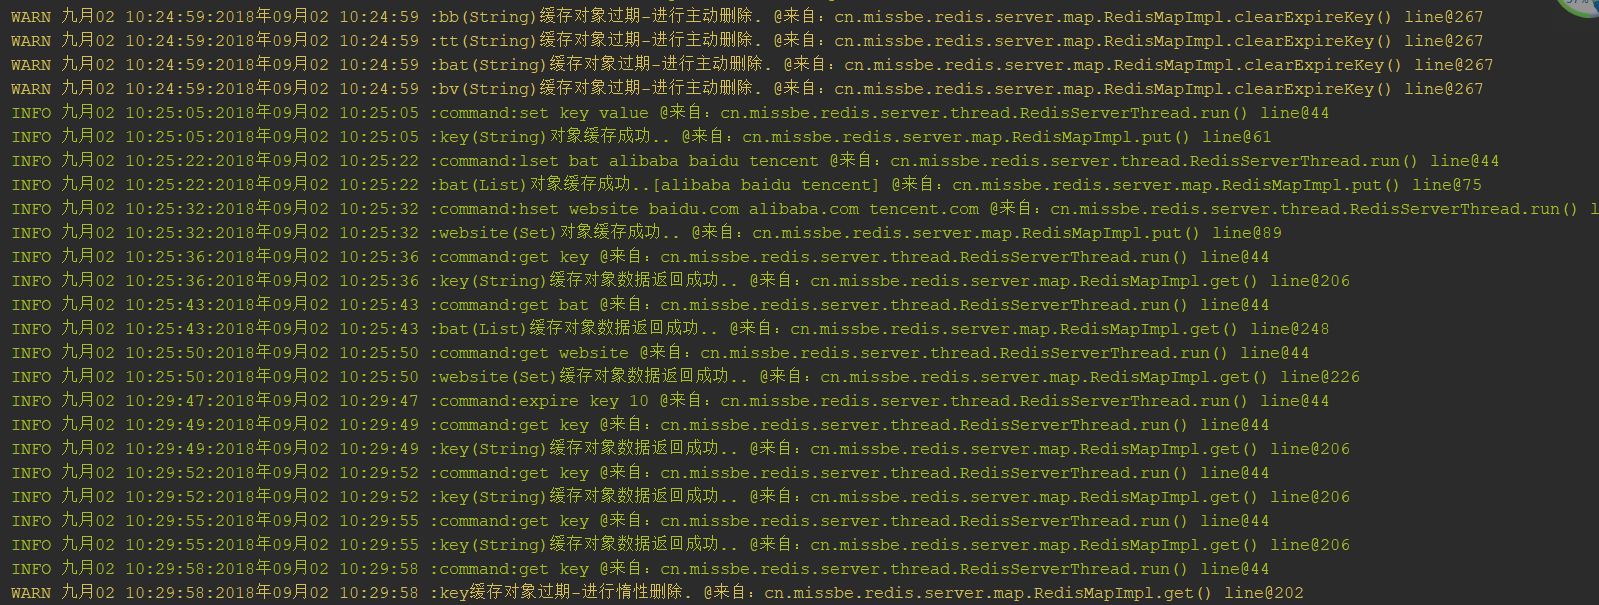 37%
WARN 九月02 10:24:59:2018年09月02 10:24:59 :bb(String)缓存对象过期-进行主动删除. @来自：cn.missbe.redis.server.map.RedisMapImpl.clearExpireKey() line@267
WARN 九月02 10:24:59:2018年09月02 10:24:59 :tt(String)缓存对象过期-进行主动删除. @来自：cn.missbe.redis.server.map.RedisMapImpl.clearExpireKey() line@267
WARN 九月02 10:24:59:2018年09月02 10:24:59 :bat(String)缓存对象过期-进行主动删除. @来自：cn.missbe.redis.server.map.RedisMapImpl.clearExpireKey() line@267
WARN 九月02 10:24:59:2018年09月02 10:24:59 :bv(String)缓存对象过期-进行主动删除. @来自：cn.missbe.redis.server.map.RedisMapImpl.clearExpireKey() line@267
INFO 九月02 10:25:05:2018年09月02 10:25:05 :command:set key value @来自：cn.missbe.redis.server.thread.RedisServerThread.run() line@44
INFO 九月02 10:25:05:2018年09月02 10:25:05 :key(String)对象缓存成功.. @来自：cn.missbe.redis.server.map.RedisMapImpl.put() line@61
INFO 九月02 10:25:22:2018年09月02 10:25:22 :command:lset bat alibaba baidu tencent @来自：cn.missbe.redis.server.thread.RedisServerThread.run() line@44
INFO 九月02 10:25:22:2018年09月02 10:25:22 :bat(List)对象缓存成功..[alibaba baidu tencent] @来自：cn.missbe.redis.server.map.RedisMapImpl.put() line@75
INFO 九月02 10:25:32:2018年09月02 10:25:32 :command:hset website baidu.com alibaba.com tencent.com @来自：cn.missbe.redis.server.thread.RedisServerThread.run() l
INFO 九月02 10:25:32:2018年09月02 10:25:32 :website(Set)对象缓存成功.. @来自：cn.missbe.redis.server.map.RedisMapImpl.put() line@89
INFO 九月02 10:25:36:2018年09月02 10:25:36 :command:get key @来自：cn.missbe.redis.server.thread.RedisServerThread.run() line@44
INFO 九月02 10:25:36:2018年09月02 10:25:36 :key(String)缓存对象数据返回成功.. @来自：cn.missbe.redis.server.map.RedisMapImpl.get() line@206
INFO 九月02 10:25:43:2018年09月02 10:25:43 :command:get bat @来自：cn.missbe.redis.server.thread.RedisServerThread.run() line@44
INFO 九月02 10:25:43:2018年09月02 10:25:43 :bat(List)缓存对象数据返回成功.. @来自：cn.missbe.redis.server.map.RedisMapImpl.get() line@248
INFO 九月02 10:25:50:2018年09月02 10:25:50 :command:get website @来自：cn.missbe.redis.server.thread.RedisServerThread.run() line@44
INFO 九月02 10:25:50:2018年09月02 10:25:50 :website(Set)缓存对象数据返回成功.. @来自：cn.missbe.redis.server.map.RedisMapImpl.get() line@226
INFO 九月02 10:29:47:2018年09月02 10:29:47 :command:expire key 10 @来自：cn.missbe.redis.server.thread.RedisServerThread.run() line@44
INFO 九月02 10:29:49:2018年09月02 10:29:49 :command:get key @来自：cn.missbe.redis.server.thread.RedisServerThread.run() line@44
INFO 九月02 10:29:49:2018年09月02 10:29:49 :key(String)缓存对象数据返回成功.. @来自：cn.missbe.redis.server.map.RedisMapImpl.get() line@206
INFO 九月02 10:29:52:2018年09月02 10:29:52 :command:get key @来自：cn.missbe.redis.server.thread.RedisServerThread.run() line@44
INFO 九月02 10:29:52:2018年09月02 10:29:52 :key(String)缓存对象数据返回成功.. @来自：cn.missbe.redis.server.map.RedisMapImpl.get() line@206
INFO 九月02 10:29:55:2018年09月02 10:29:55 :command:get key @来自：cn.missbe.redis.server.thread.RedisServerThread.run() line@44
INFO 九月02 10:29:55:2018年09月02 10:29:55 :key(String)缓存对象数据返回成功.. @来自：cn.missbe.redis.server.map.RedisMapImpl.get() line@206
INFO 九月02 10:29:58:2018年09月02 10:29:58 :command:get key @来自：cn.missbe.redis.server.thread.RedisServerThread.run() line@44
WARN 九月02 10:29:58:2018年09月02 10:29:58 :key缓存对象过期-进行惰性删除. @来自：cn.missbe.redis.server.map.RedisMapImpl.get() line@202